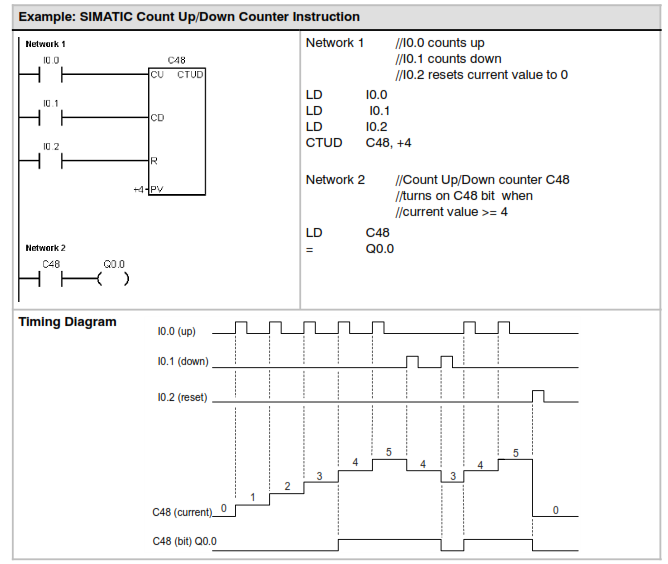 Example: SIMATIC Count Up/Down Counter Instruction
Network 1
I0.0
C48
CU CTUD
I0.1
CD
I0.2
R
+4 PV
Network 2
C48 Q0.0
Network 1 //I0.0 counts up
//I0.1 counts down
//I0.2 resets current value to 0
LD I0.0
LD I0.1
LD I0.2
CTUD C48, +4
Network 2 //Count Up/Down counter C48
//turns on C48 bit when
//current value >= 4
LD C48
= Q0.0
Timing Diagram
I0.0 (up)
I0.1 (down)
I0.2 (reset)
C48 (current) 0 1 2 3 4 5 4 3 4 5 0
C48 (bit) Q0.0